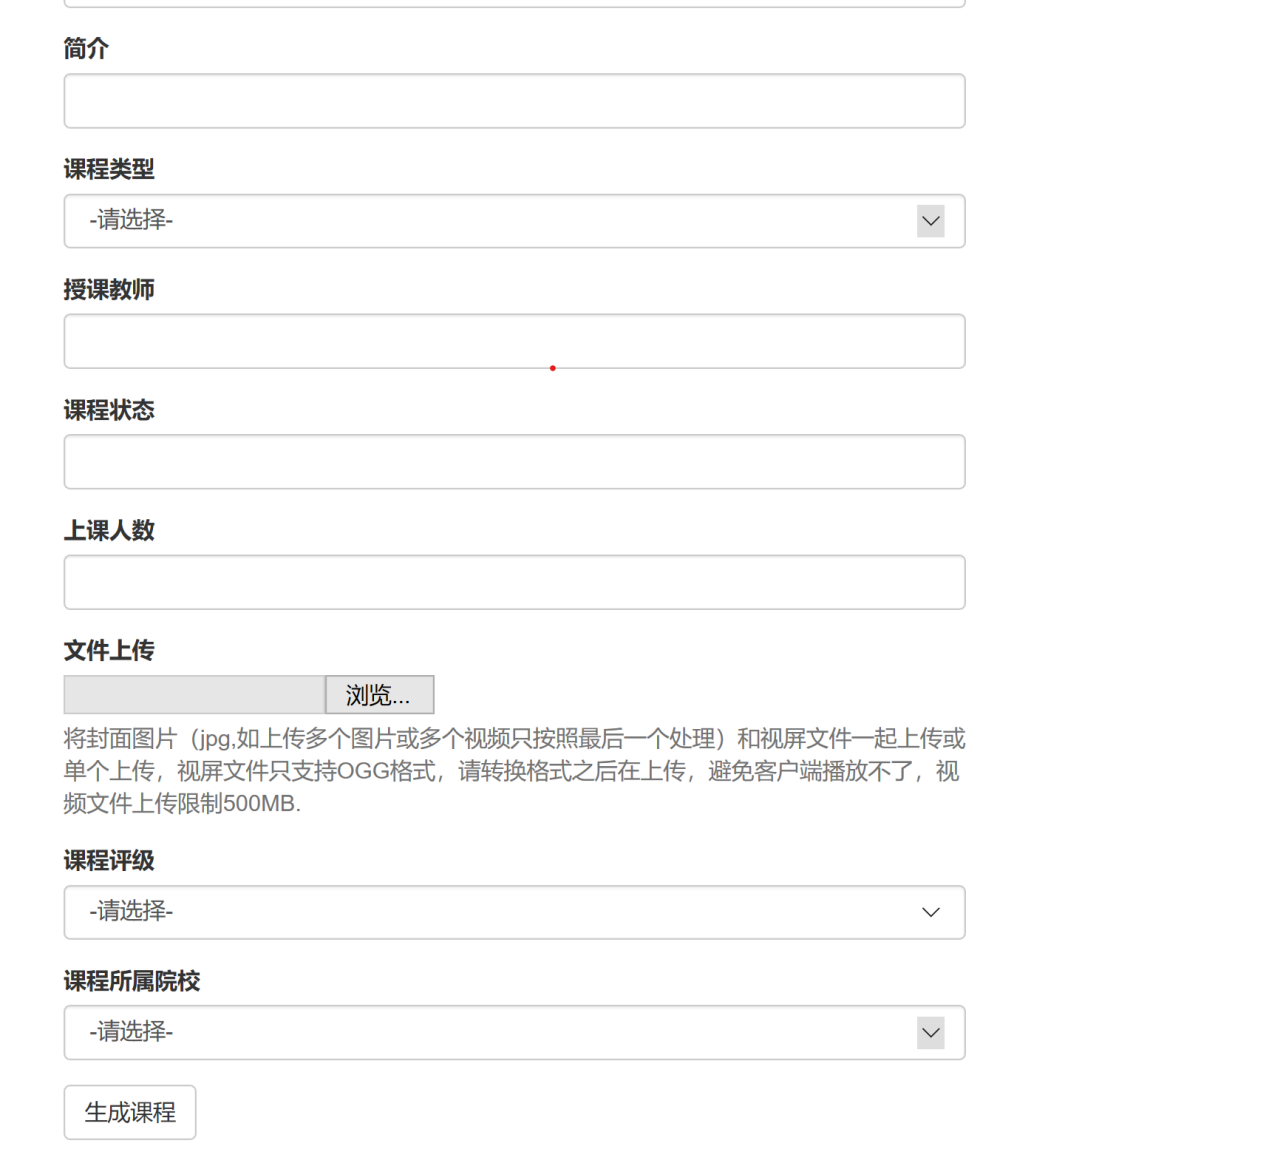 简介
课程类型
-请选择-
授课教师
课程状态
上课人数
文件上传
浏览...
将封面图片（jpg,如上传多个图片或多个视频只按照最后一个处理）和视屏文件一起上传或
单个上传，视屏文件只支持OGG格式，请转换格式之后在上传，避免客户端播放不了，视
频文件上传限制500MB.
课程评级
-请选择-
课程所属院校
-请选择-
生成课程